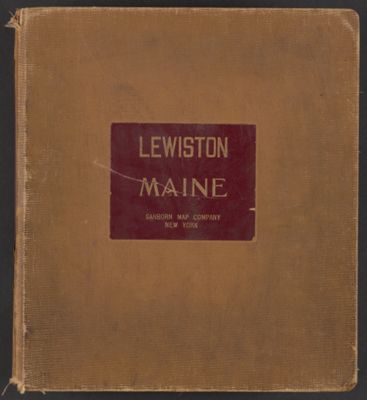 LEWISTON
MAINE
SANBORN MAP COMPANY
NEW YORK